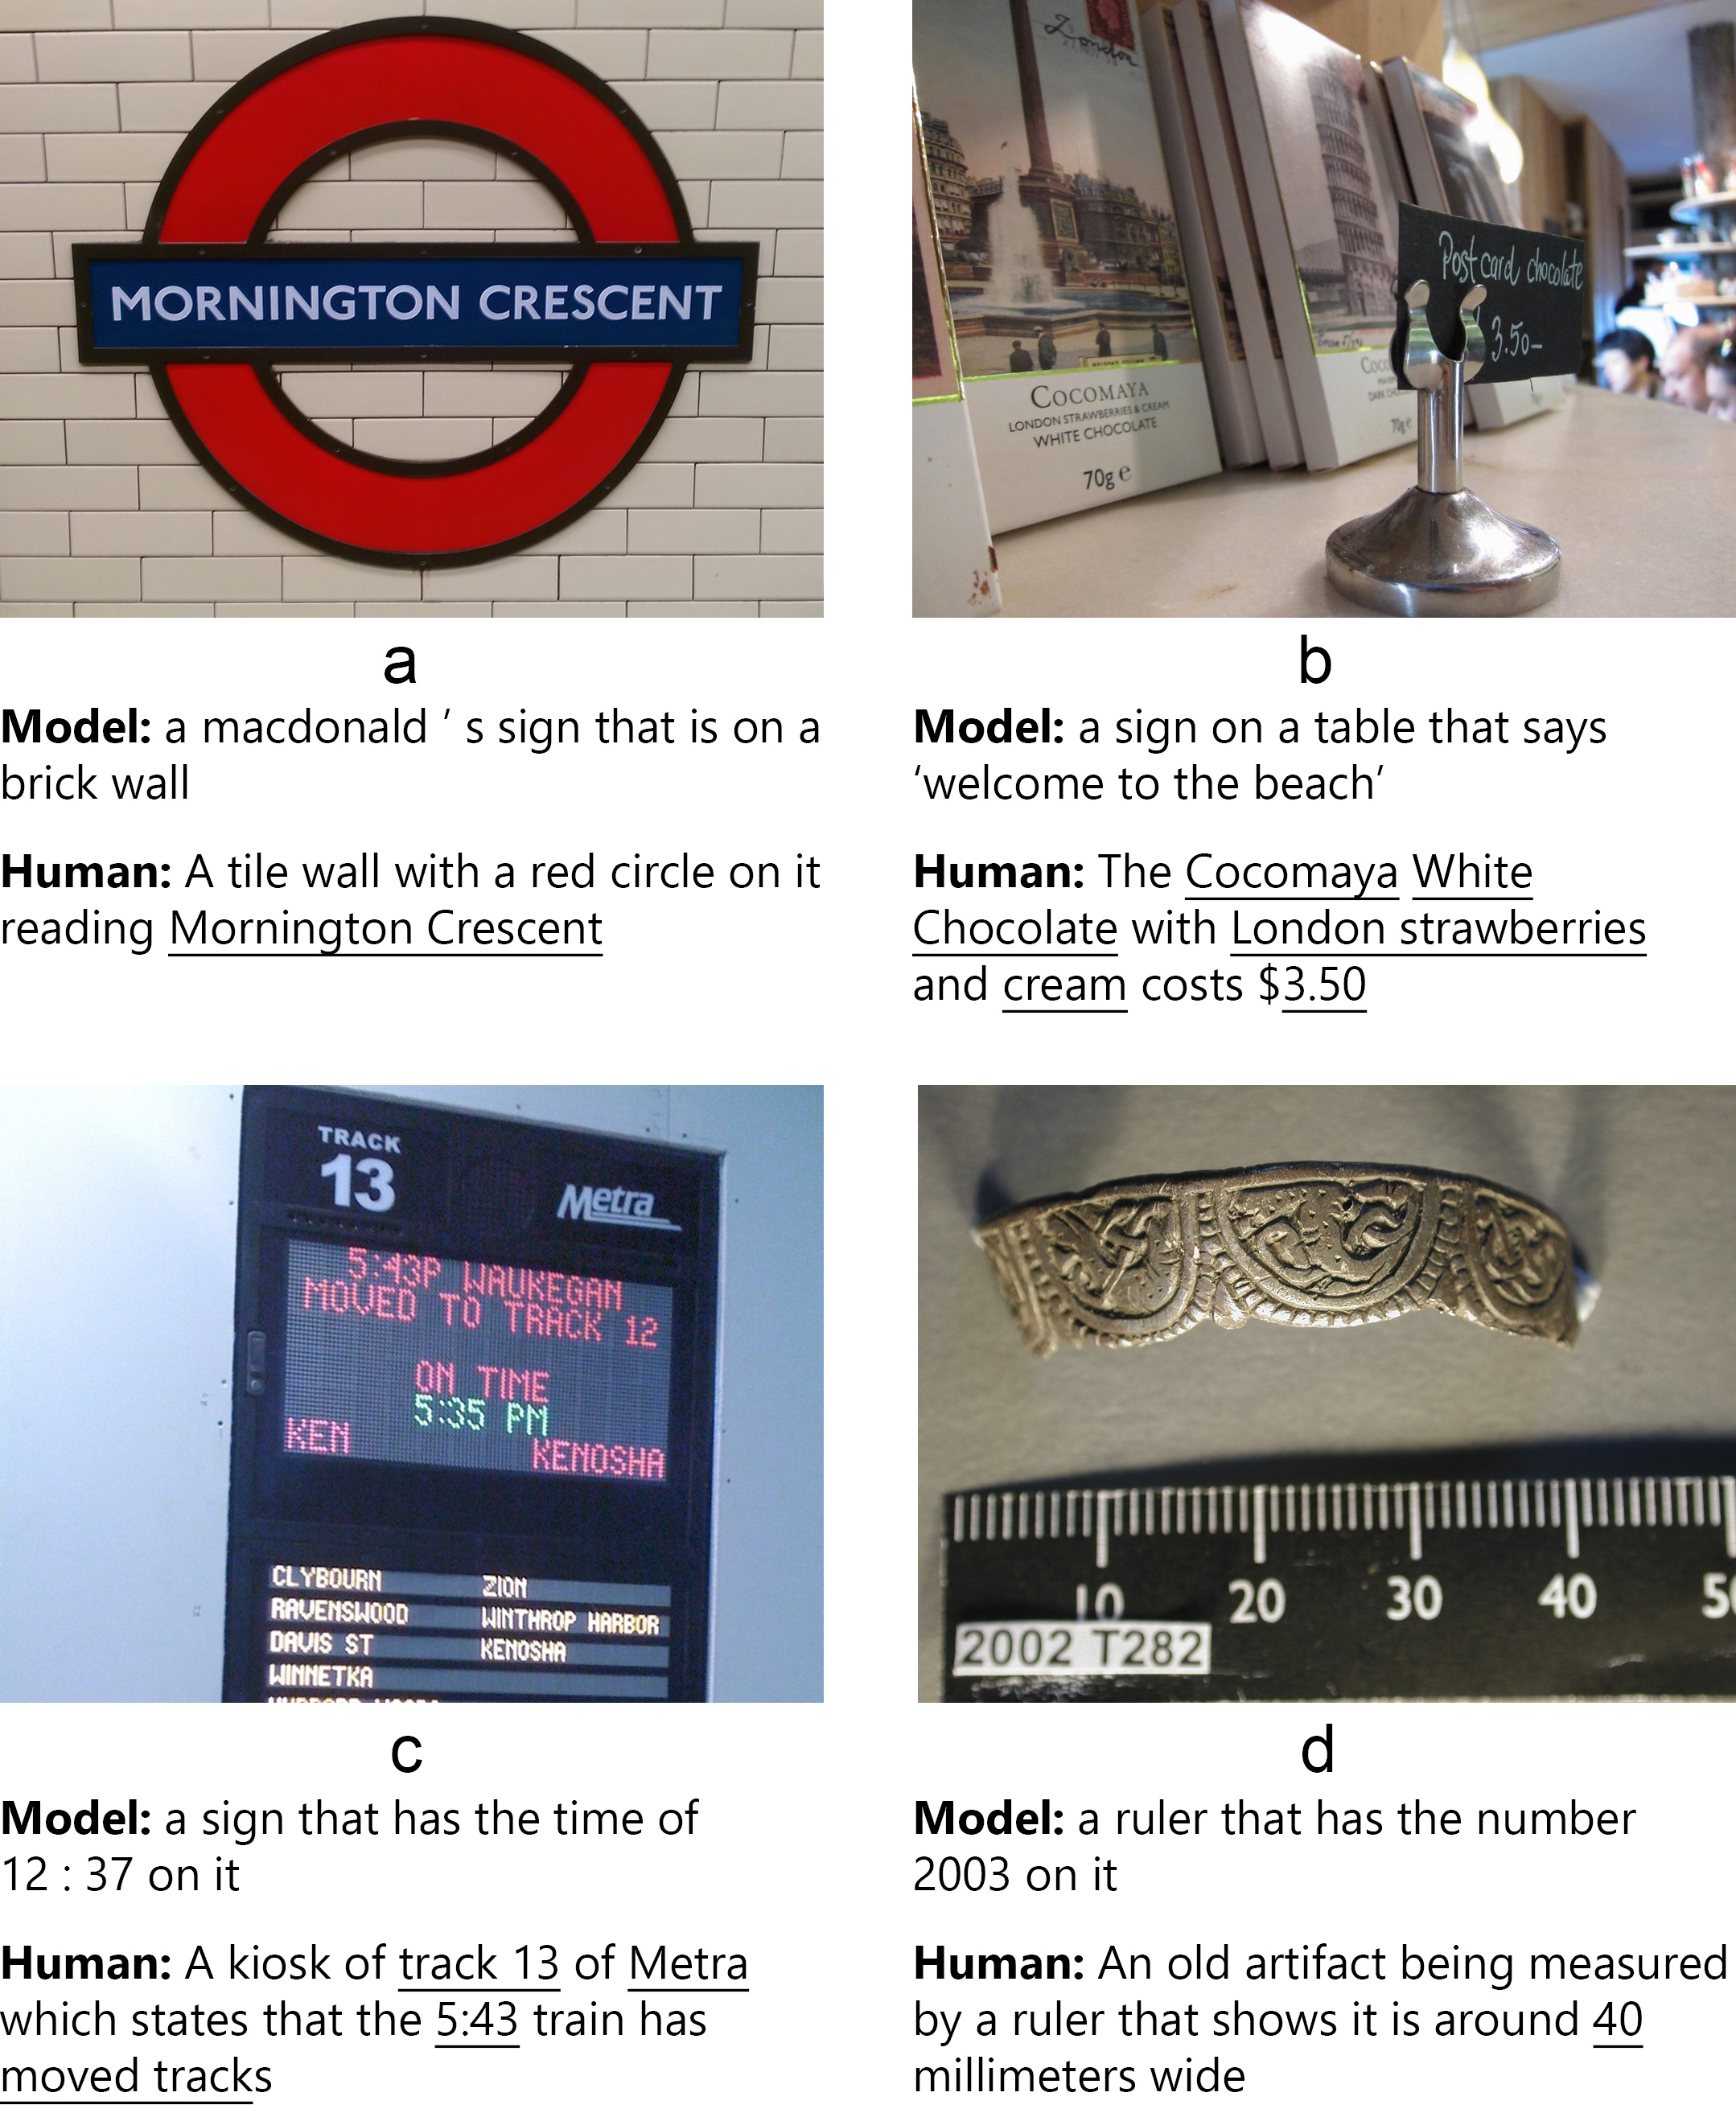 London
MORNINGTON CRESCENT
Post card chocolate
3.50–
COCOMAYA
LONDON STRAWBERRIES & CREAM
WHITE CHOCOLATE
70g e
70g
a
b
Model: a macdonald ’ s sign that is on a
brick wall
Human: A tile wall with a red circle on it
reading Mornington Crescent
Model: a sign on a table that says
‘welcome to the beach’
Human: The Cocomaya White
Chocolate with London strawberries
and cream costs $3.50
TRACK
13
Metra
5:43P WAUKEGAN
MOVED TO TRACK 12
ON TIME
5:35 PM
KEN
KENOSHA
CLYBOURN ZION
RAVENSWOOD WINTHROP HARBOR
DAVIS ST KENOSHA
WINNETKA
10 20 30 40
2002 T282
c
d
Model: a sign that has the time of
12 : 37 on it
Human: A kiosk of track 13 of Metra
which states that the 5:43 train has
moved tracks
Model: a ruler that has the number
2003 on it
Human: An old artifact being measured
by a ruler that shows it is around 40
millimeters wide